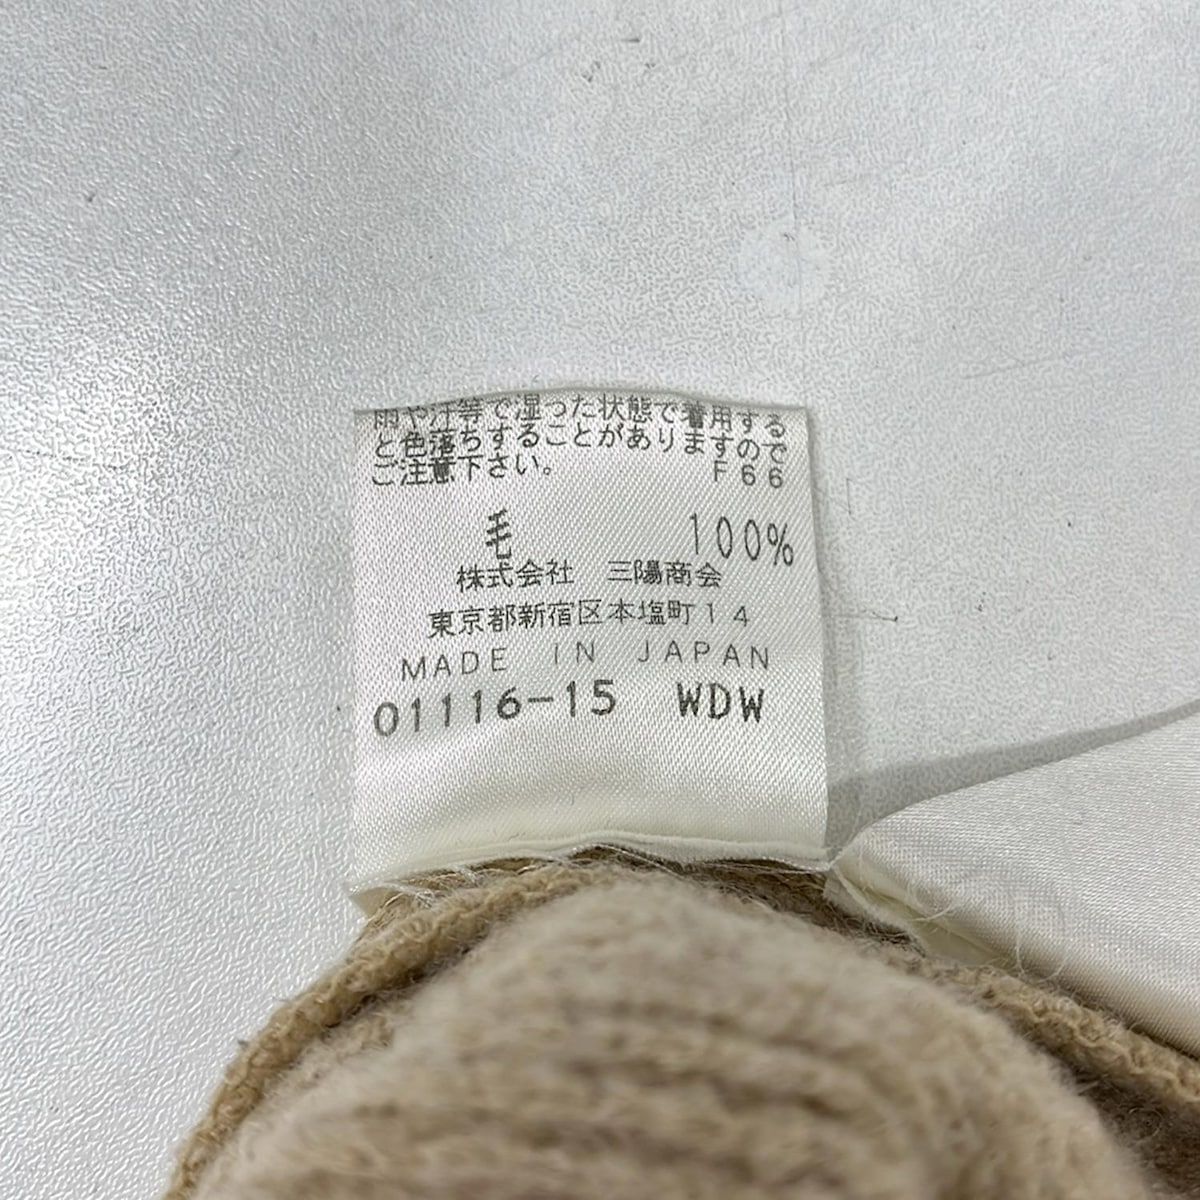 雨や汗等で湿った状態で着用する
と色落ちすることがありますので
ご注意下さい。 F66
毛 100%
株式会社 三陽商会
東京都新宿区本塩町14
MADE IN JAPAN
01116-15 WDW